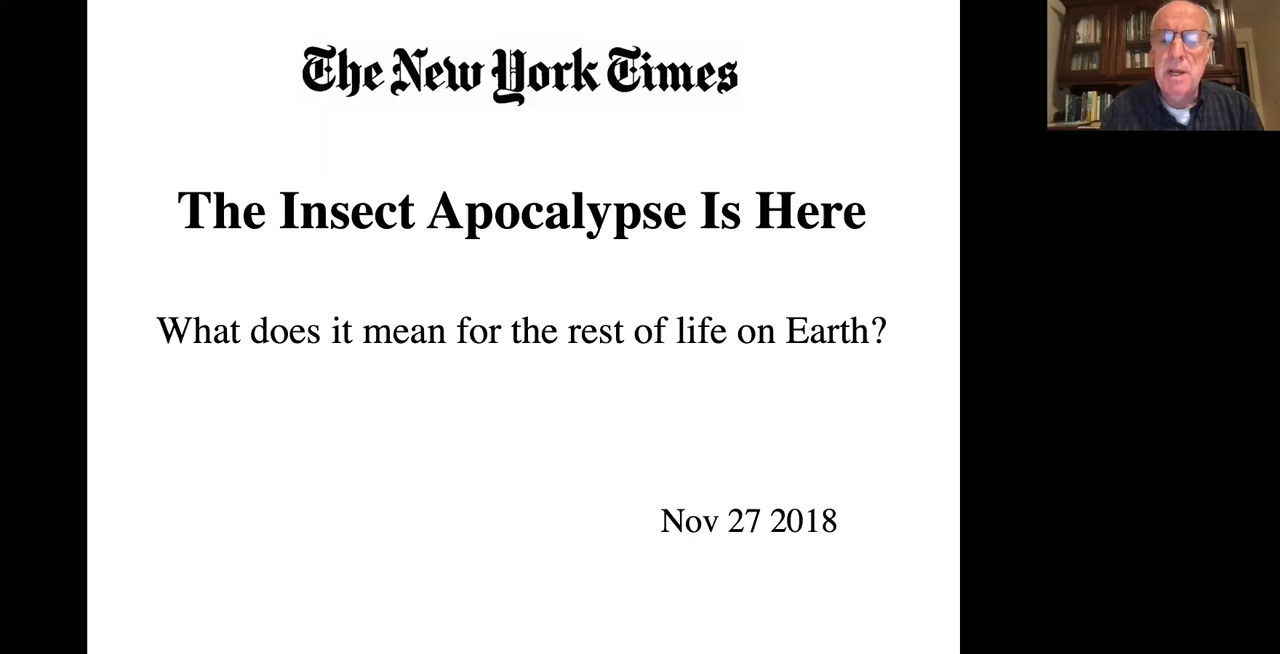 The New York Times
The Insect Apocalypse Is Here
What does it mean for the rest of life on Earth?
Nov 27 2018